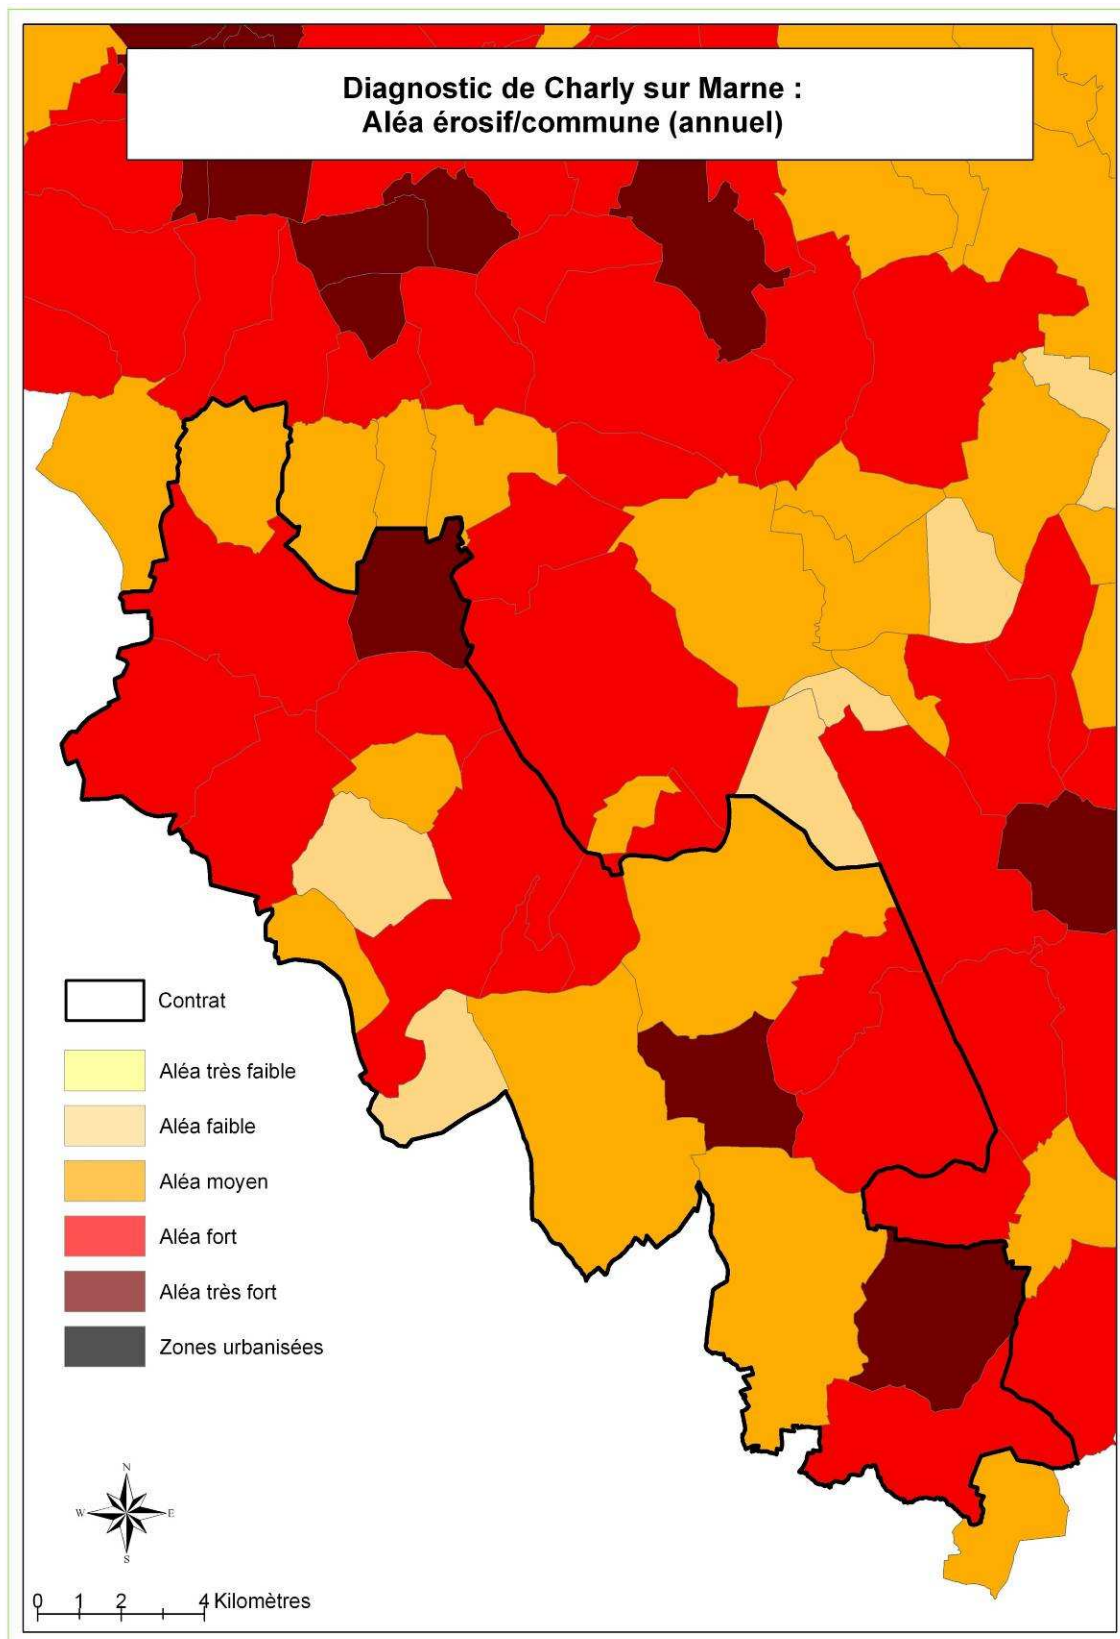 Diagnostic de Charly sur Marne :
Aléa érosif/commune (annuel)
Contrat
Aléa très faible
Aléa faible
Aléa moyen
Aléa fort
Aléa très fort
Zones urbanisées
N
W E
S
0 1 2 4 Kilomètres